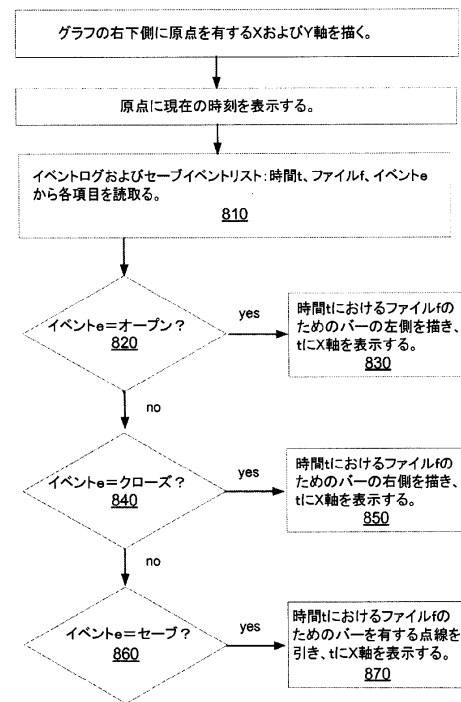 グラフの右下側に原点を有するXおよびY軸を描く。
原点に現在の時刻を表示する。
イベントログおよびセーブイベントリスト:時間t、ファイルf、イベントe
から各項目を読取る。
810
イベントe=オープン?
820
yes
時間tにおけるファイルfの
ためのバーの左側を描き、
tにX軸を表示する。
830
no
イベントe=クローズ?
840
yes
時間tにおけるファイルfの
ためのバーの右側を描き、
tにX軸を表示する。
850
no
イベントe=セーブ?
860
yes
時間tにおけるファイルfの
ためのバーを有する点線を
引き、tにX軸を表示する。
870